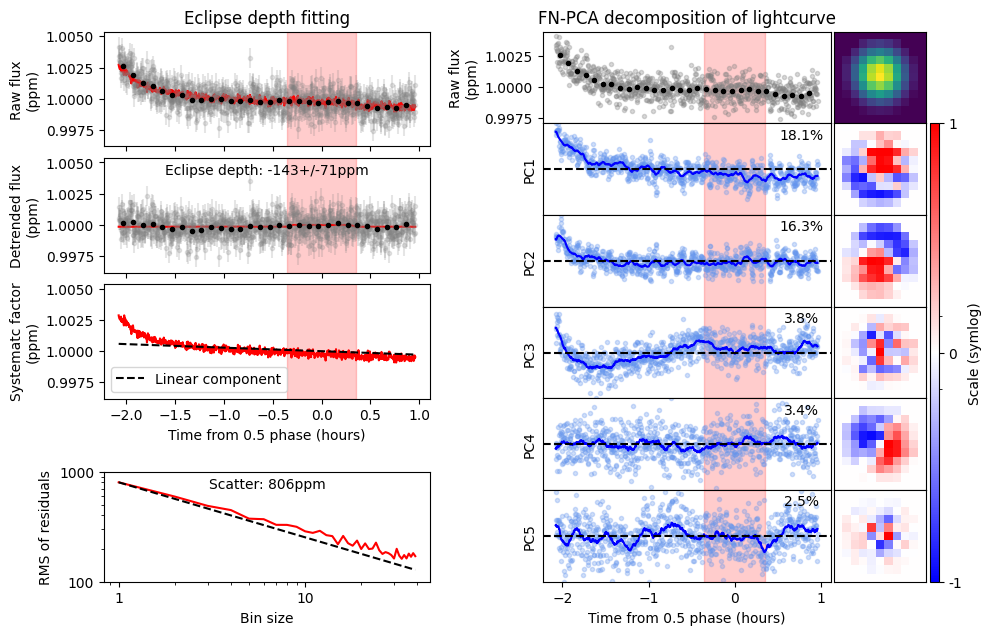 Eclipse depth fitting
Raw flux
(ppm)
1.0050
1.0025
1.0000
0.9975
Detrended flux
(ppm)
1.0050
1.0025
1.0000
0.9975
Eclipse depth: -143+/-71ppm
Systematc factor
(ppm)
1.0050
1.0025
1.0000
0.9975
Linear component
-2.0 -1.5 -1.0 -0.5 0.0 0.5 1.0
Time from 0.5 phase (hours)
RMS of residuals
1000
100
Scatter: 806ppm
1 10
Bin size
FN-PCA decomposition of lightcurve
Raw flux
(ppm)
1.0025
1.0000
0.9975
PC1
18.1%
PC2
16.3%
PC3
3.8%
PC4
3.4%
PC5
2.5%
−2 −1 0 1
Time from 0.5 phase (hours)
1
0
-1
Scale (symlog)